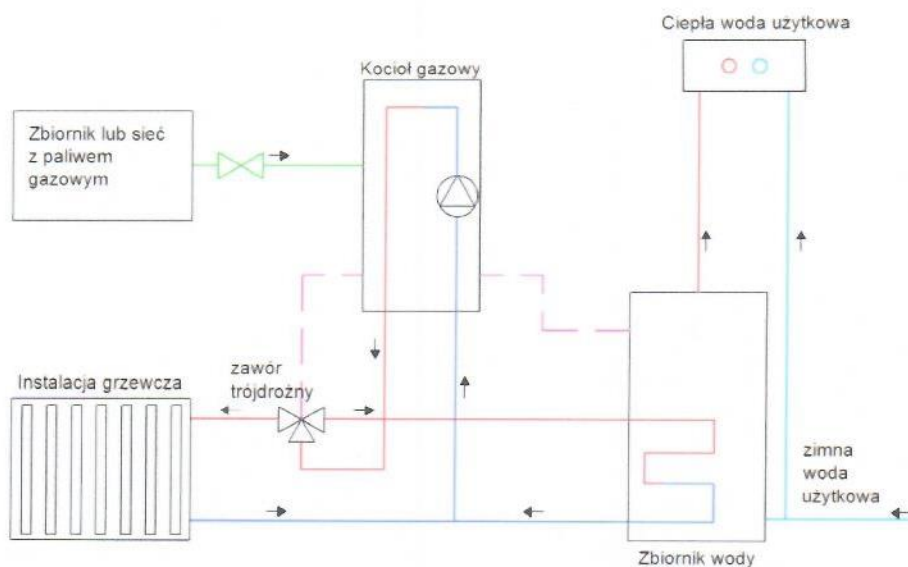 Ciepła woda użytkowa
Kocioł gazowy
Zbiornik lub sieć
z paliwem
gazowym
zawór
trójdrożny
Instalacja grzewcza
zimna
woda
użytkowa
Zbiornik wody